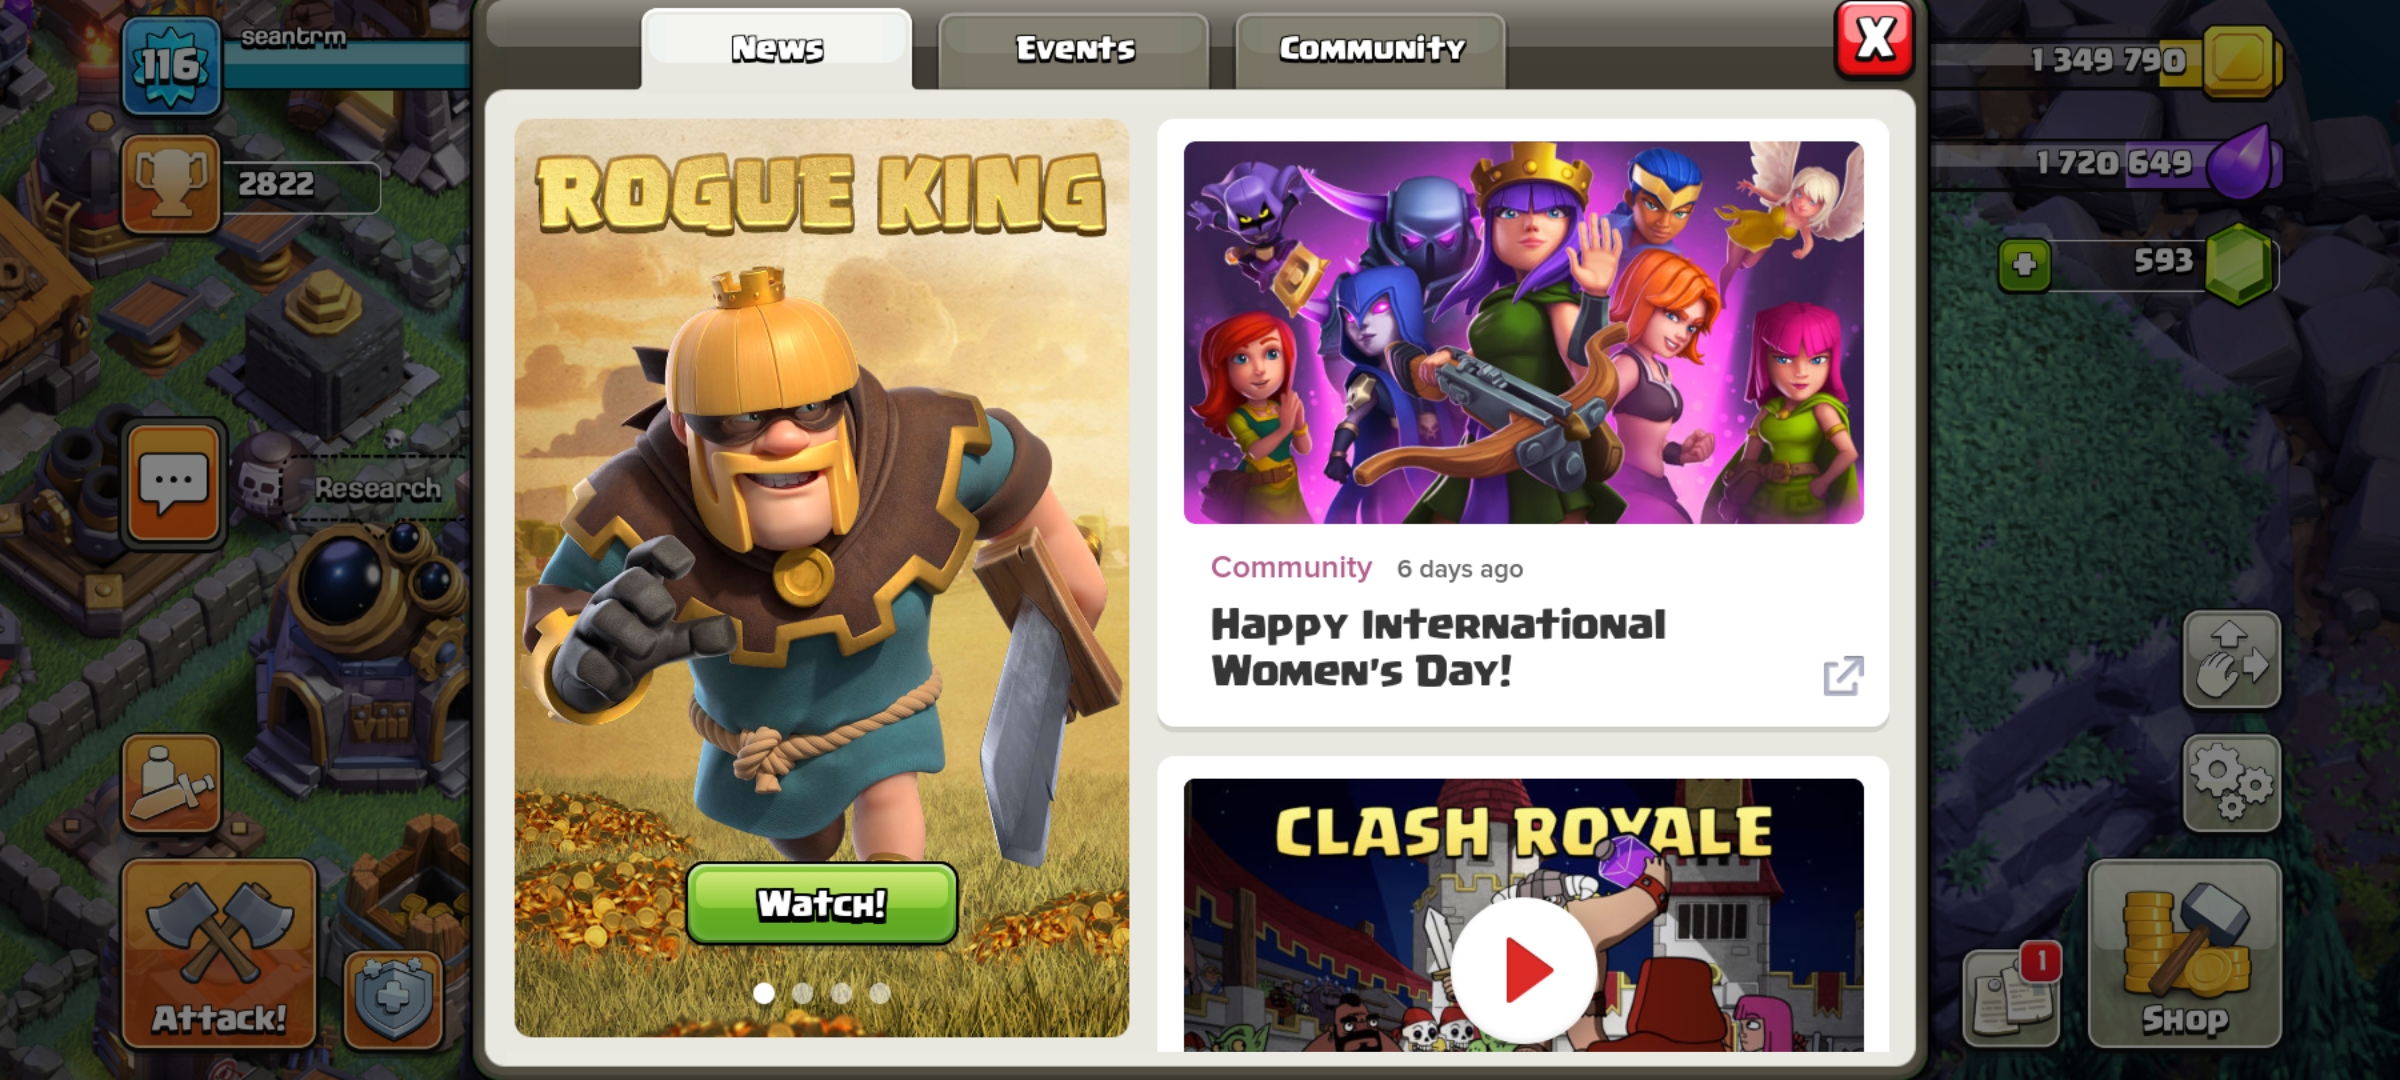 seantrm
116
2822
Research
Attack!
News
Events
Community
X
ROGUE KING
Watch!
Community 6 days ago
Happy International
Women's Day!
CLASH ROYALE
1 349 790
1 720 649
593
1
Shop
VIII